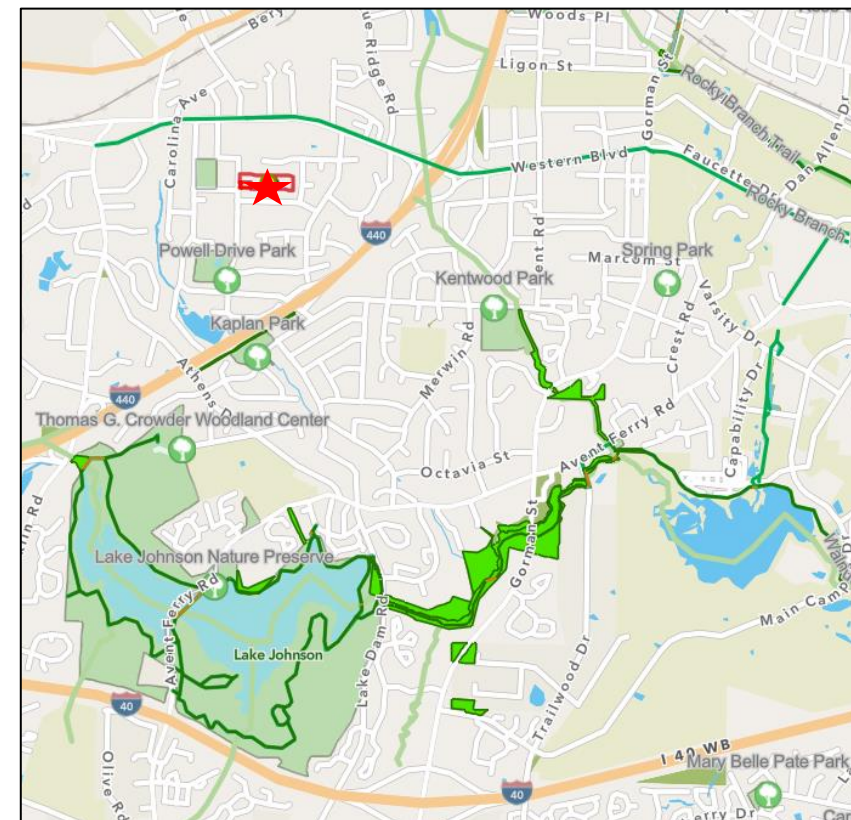 Woods Pl
Ligon St
Gorman St
Rocky Branch Trail
Dan Allen Dr
Carolina Ave
Western Blvd
Faucette Dr
Rocky Branch
440
Powell Drive Park
Kentwood Park
Marcom St
Spring Park
Varsity Dr
Kaplan Park
Merwin Rd
Crest Rd
Athens Dr
440
Capability Dr
Thomas G. Crowder Woodland Center
Avent Ferry Rd
Octavia St
Gorman St
Lake Johnson Nature Preserve
Avent Ferry Rd
Main Camp
Lake Johnson
Lake Dam Rd
Trailwood Dr
40
I 40 WB
Mary Belle Pate Park
Olive Rd
40